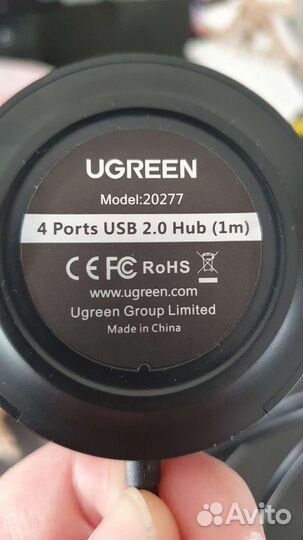 UGREEN
Model:20277
4 Ports USB 2.0 Hub (1m)
CE FC RoHS
www.ugreen.com
Ugreen Group Limited
Made in China
Avito